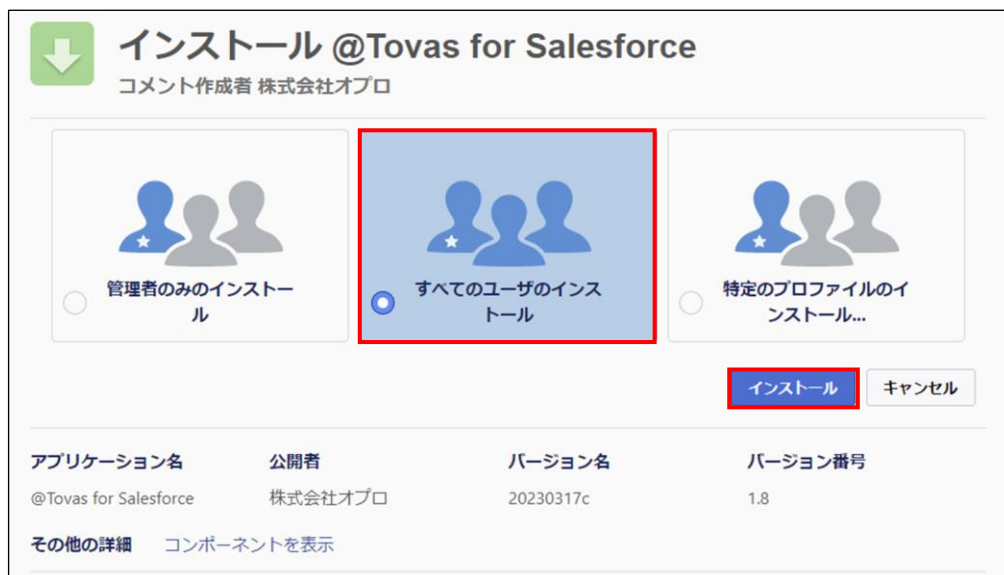 インストール @Tovas for Salesforce
コメント作成者 株式会社オプロ
管理者のみのインストー
ル
すべてのユーザのインス
トール
特定のプロファイルのイ
ンストール...
インストール
キャンセル
アプリケーション名 公開者 バージョン名 バージョン番号
@Tovas for Salesforce 株式会社オプロ 20230317c 1.8
その他の詳細 コンポーネントを表示